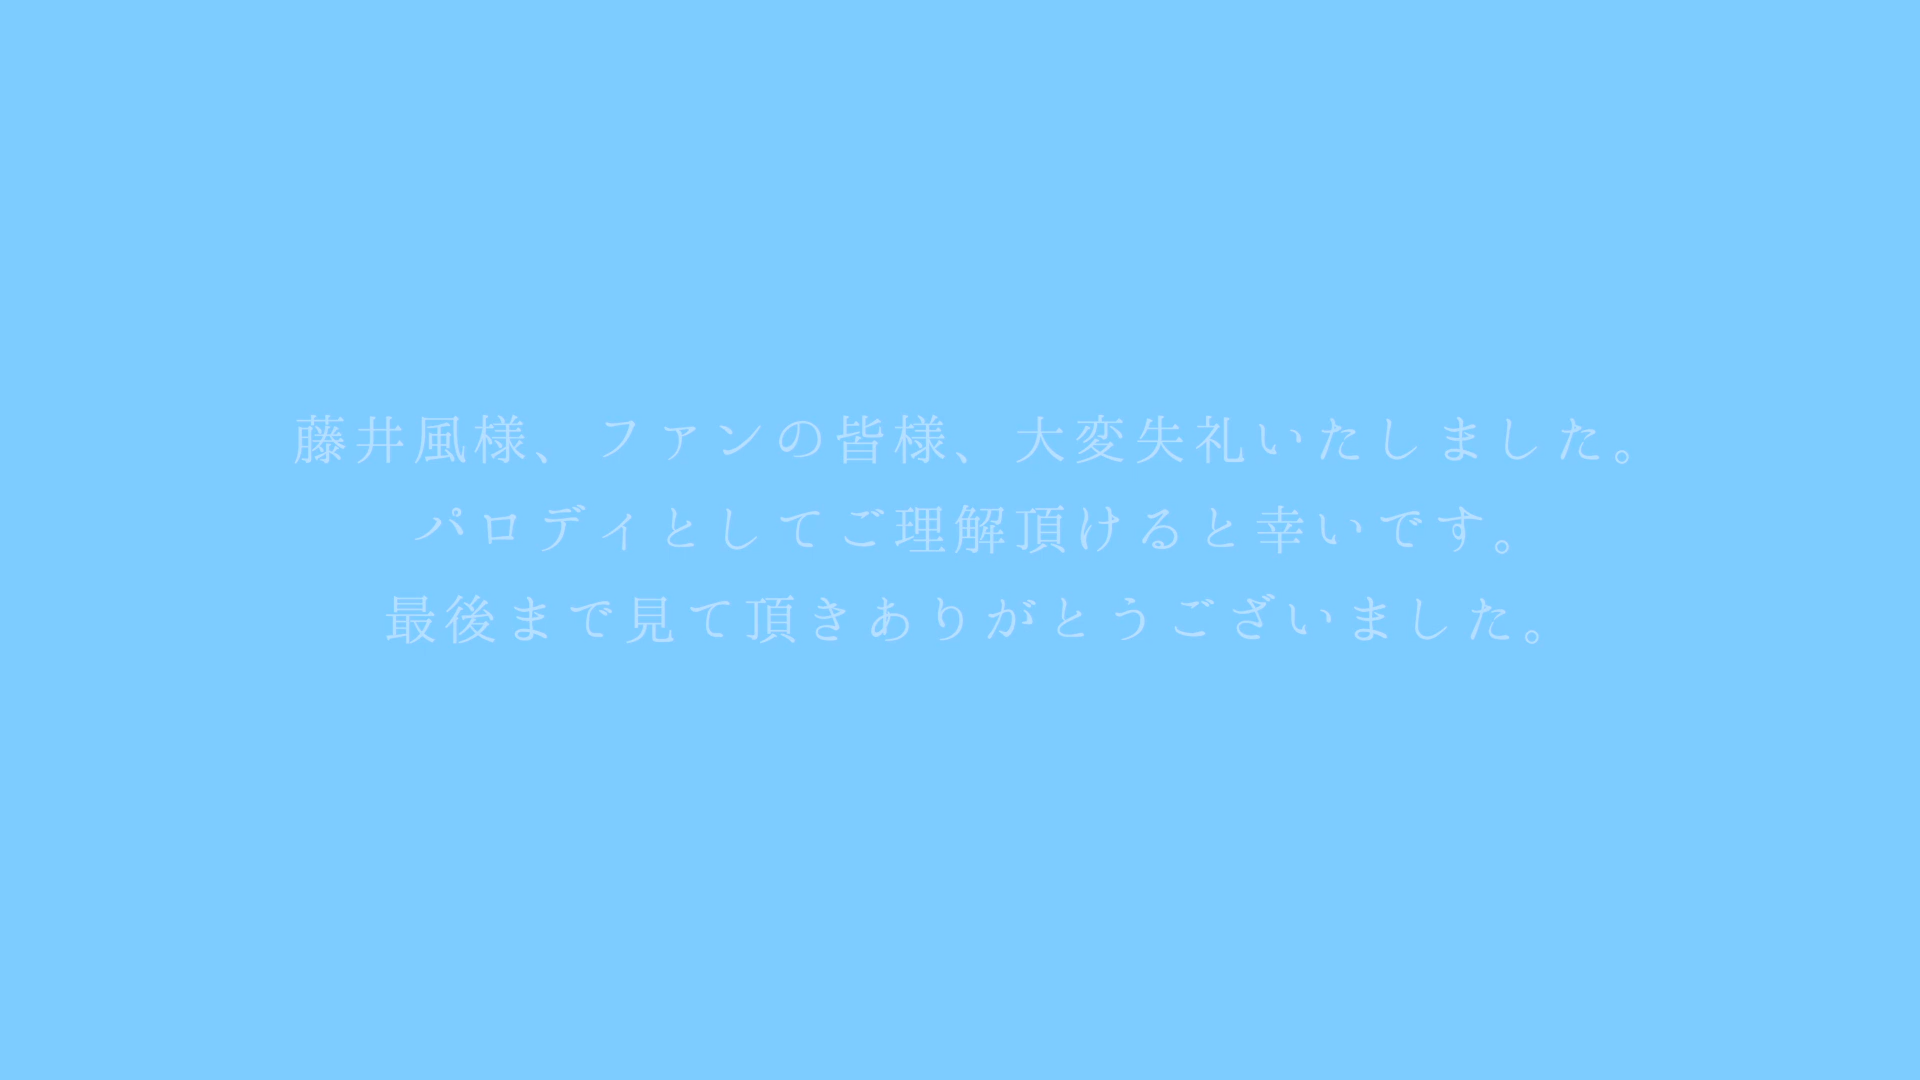 藤井風様、ファンの皆様、大変失礼いたしました。
パロディとしてご理解頂けると幸いです。
最後まで見て頂きありがとうございました。